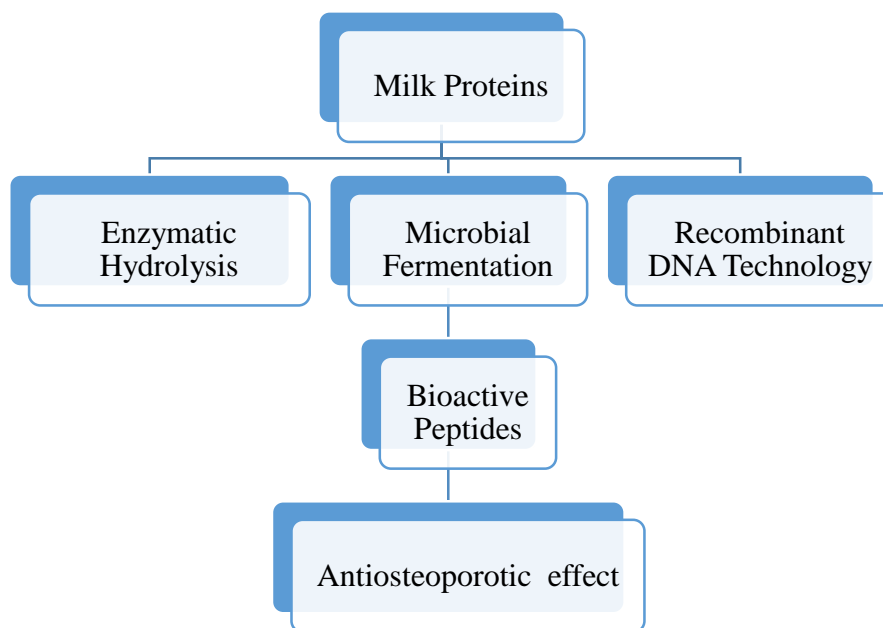 Milk Proteins
Enzymatic
Hydrolysis
Microbial
Fermentation
Recombinant
DNA Technology
Bioactive
Peptides
Antiosteoporotic effect